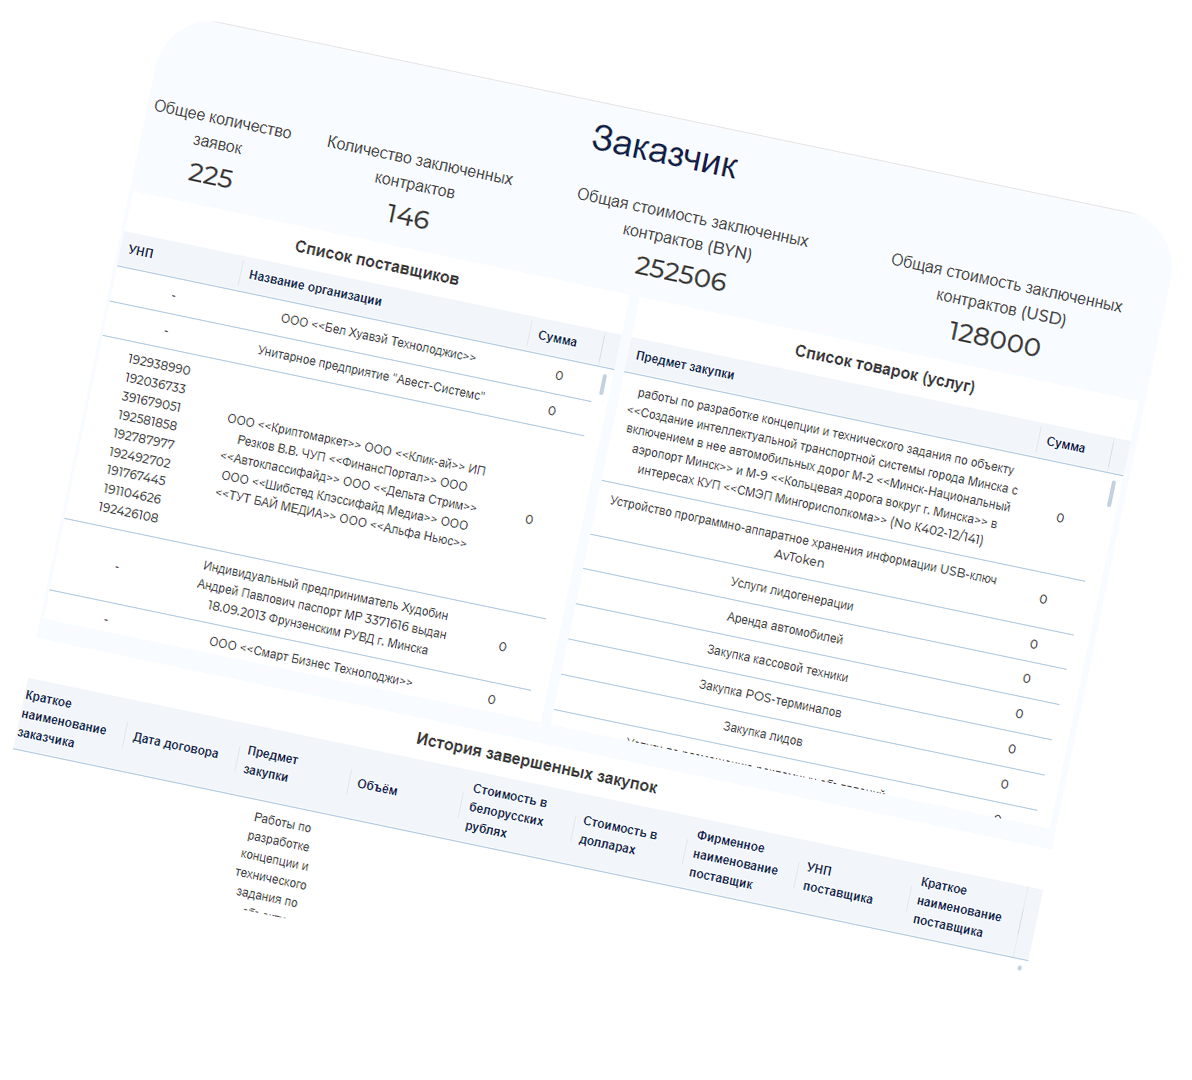 Заказчик
Общее количество
заявок
225
Количество заключенных
контрактов
146
Общая стоимость заключенных
контрактов (BYN)
252506
Общая стоимость заключенных
контрактов (USD)
128000
Список поставщиков
УНП
Название организации
Сумма
-
ООО <<Бел Хуавэй Технолоджис>>
0
-
Унитарное предприятие "Авест-Системс"
0
192938990
192036733
391679051
192581858
192787977
192492702
191767445
191104626
192426108
ООО <<Криптомаркет>> ООО <<Клик-ай>> ИП
Резков В.В. ЧУП <<ФинансПортал>> ООО
<<Автоклассифайд>> ООО <<Дельта Стрим>>
ООО <<Шибстед Клэссифайд Медиа>> ООО
<<ТУТ БАЙ МЕДИА>> ООО <<Альфа Ньюс>>
0
-
Индивидуальный предприниматель Худобин
Андрей Павлович паспорт МР 3371616 выдан
18.09.2013 Фрунзенским РУВД г. Минска
0
-
ООО <<Смарт Бизнес Технолоджи>>
0
Список товарок (услуг)
Предмет закупки
Сумма
работы по разработке концепции и технического задания по объекту
<<Создание интеллектуальной транспортной системы города Минска с
включением в нее автомобильных дорог М-2 <<Минск-Национальный
аэропорт Минск>> и М-9 <<Кольцевая дорога вокруг г. Минска>> в
интересах КУП <<СМЭП Мингорисполкома>> (No К402-12/141)
0
Устройство программно-аппаратное хранения информации USB-ключ
AvToken
0
Услуги лидогенерации
0
Аренда автомобилей
0
Закупка кассовой техники
0
Закупка POS-терминалов
0
Закупка лидов
0
История завершенных закупок
Краткое
наименование
заказчика
Дата договора
Предмет
закупки
Объём
Стоимость в
белорусских
рублях
Стоимость в
долларах
Фирменное
наименование
поставщик
УНП
поставщика
Краткое
наименование
поставщика
Работы по
разработке
концепции и
технического
задания по